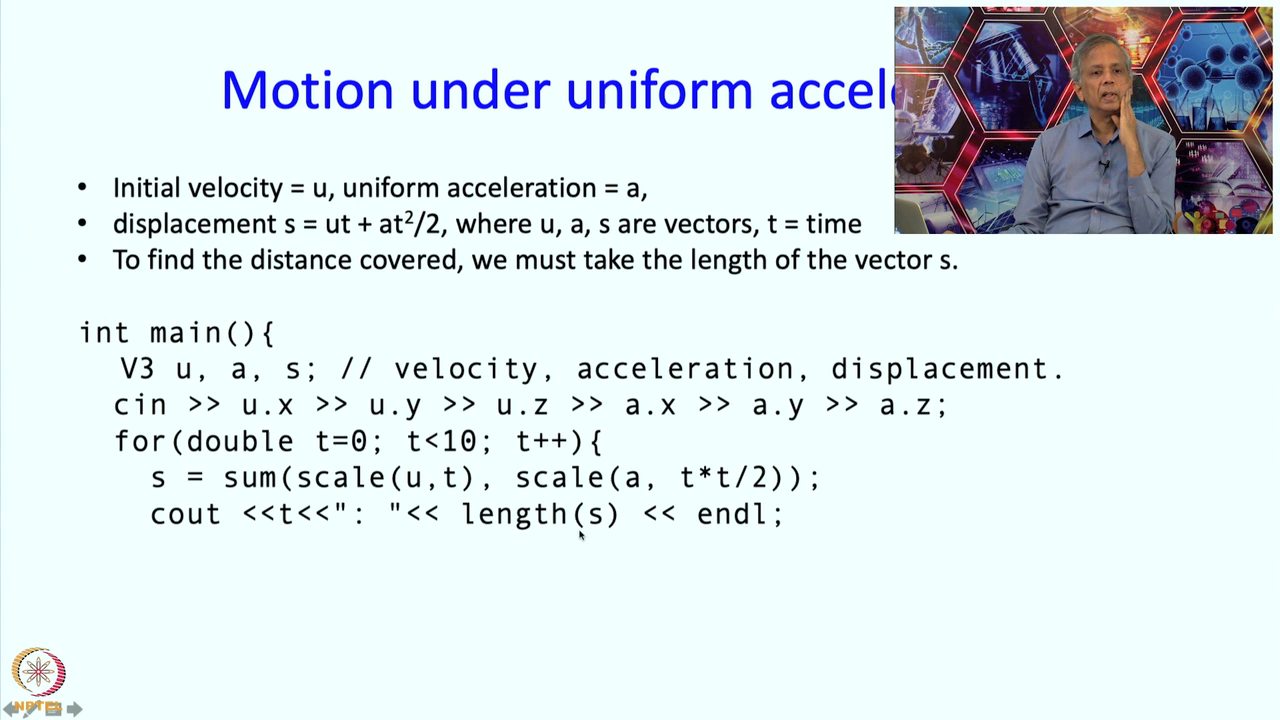 Motion under uniform accele
• Initial velocity = u, uniform acceleration = a,
• displacement s = ut + at²/2, where u, a, s are vectors, t = time
• To find the distance covered, we must take the length of the vector s.
int main(){
V3 u, a, s; // velocity, acceleration, displacement.
cin >> u.x >> u.y >> u.z >> a.x >> a.y >> a.z;
for(double t=0; t<10; t++){
s = sum(scale(u,t), scale(a, t*t/2));
cout <<t<<": "<< length(s) << endl;
NPTEL